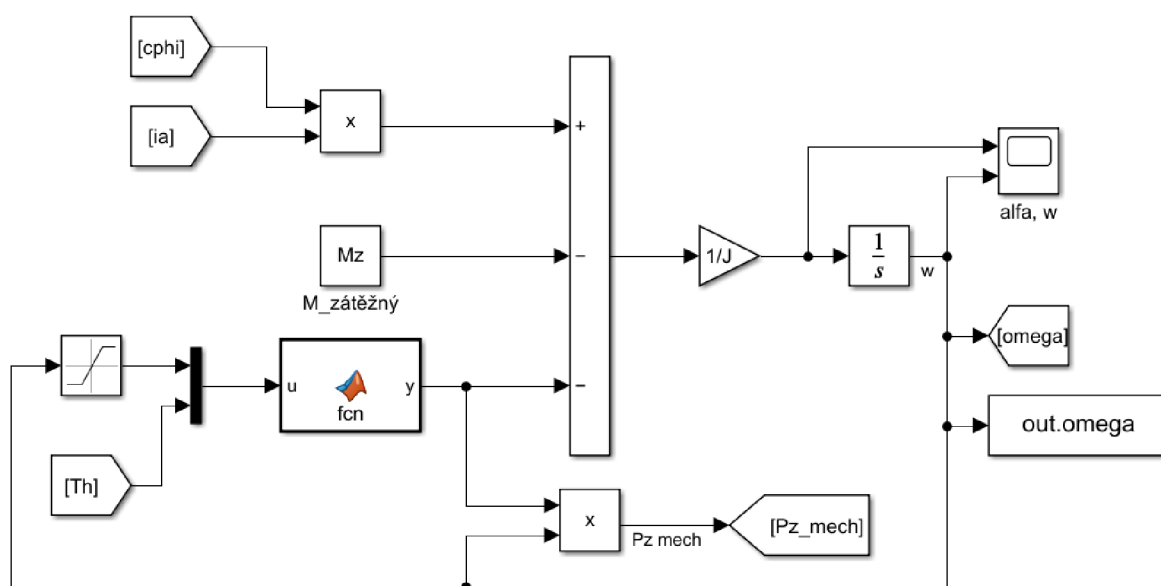 [cphi]
[ia]
x
+
Mz
−
M_zátěžný
1/J
1
s
w
alfa, w
[omega]
u
y
fcn
−
out.omega
[Th]
x
Pz mech
[Pz_mech]